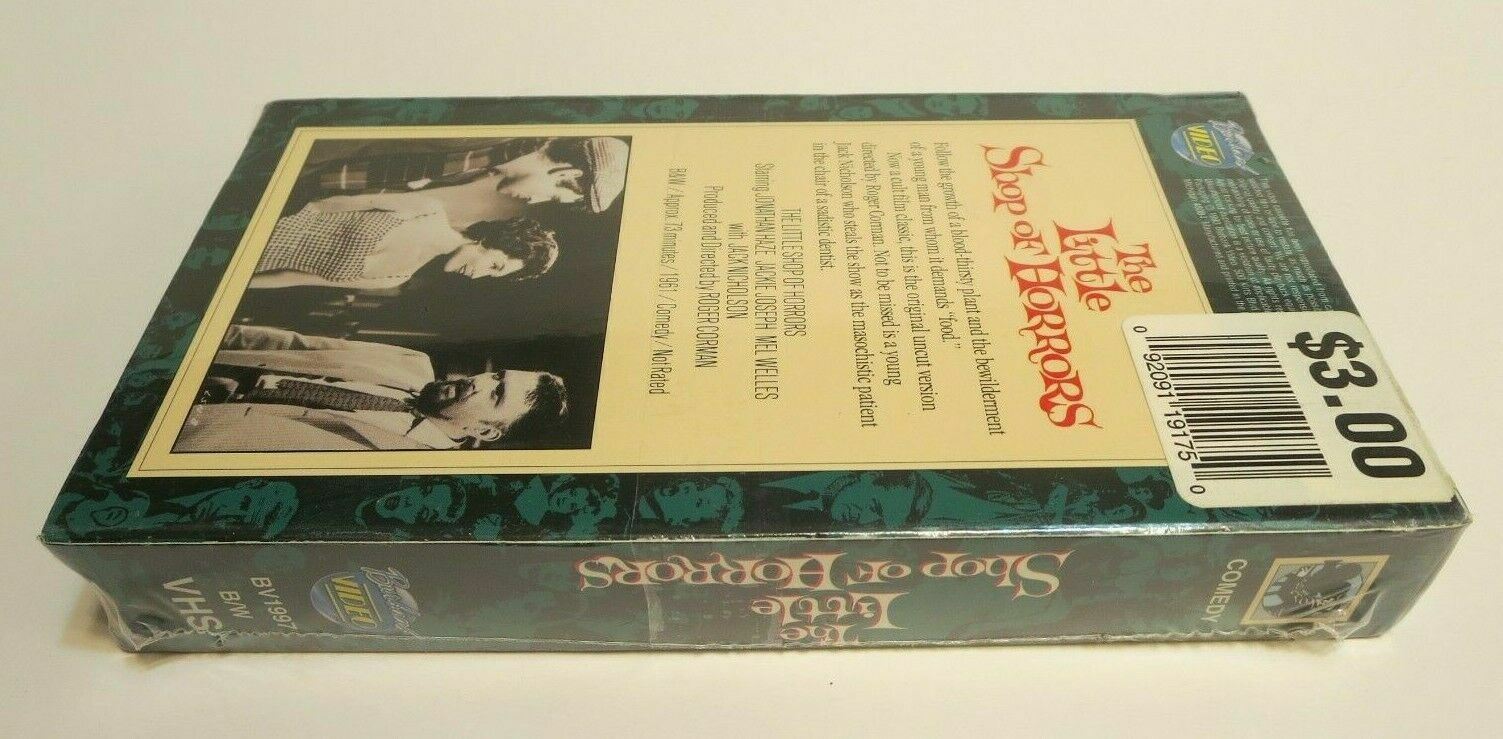 The
Little
Shop of Horrors
Follow the growth of a blood-thirsty plant and the bewilderment
of a young man from whom it demands "food."
Now a cult film classic, this is the original uncut version
directed by Roger Corman. Not to be missed is a young
Jack Nicholson who steals the show as the masochistic patient
in the chair of a sadistic dentist.
THE LITTLE SHOP OF HORRORS
Starring JONATHAN HAZE JACKIE JOSEPH MEL WELLES
with JACK NICHOLSON
Produced and Directed by ROGER CORMAN
B&W / Approx. 73 minutes / 1961 / Comedy / Not Rated
VIDEO
$3.00
0 92091 19175 0
COMEDY
The
Little
Shop of Horrors
VIDEO
BV1997
B/W
VHS